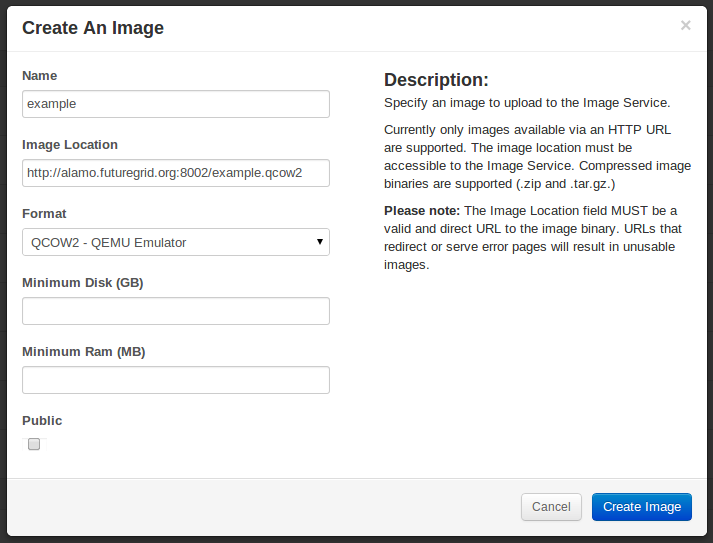 Create An Image
×
Name
example
Image Location
http://alamo.futuregrid.org:8002/example.qcow2
Format
QCOW2 - QEMU Emulator
Minimum Disk (GB)
Minimum Ram (MB)
Public
Description:
Specify an image to upload to the Image Service.
Currently only images available via an HTTP URL
are supported. The image location must be
accessible to the Image Service. Compressed image
binaries are supported (.zip and .tar.gz.)
Please note: The Image Location field MUST be a
valid and direct URL to the image binary. URLs that
redirect or serve error pages will result in unusable
images.
Cancel
Create Image